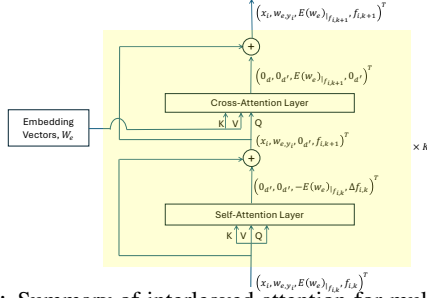 (x_i, w_{e,y_i}, E(w_e)_{|f_{i,k+1}}, f_{i,k+1})^T
+
(0_d, 0_{d'}, E(w_e)_{|f_{i,k+1}}, 0_{d'})^T
Cross-Attention Layer
K V Q
Embedding
Vectors, W_e
(x_i, w_{e,y_i}, 0_{d'}, f_{i,k+1})^T
+
(0_{d'}, 0_{d'}, −E(w_e)_{|f_{i,k}}, Δf_{i,k})^T
Self-Attention Layer
K V Q
(x_i, w_{e,y_i}, E(w_e)_{|f_{i,k}}, f_{i,k})^T
: Summary of interleaved attention for mul